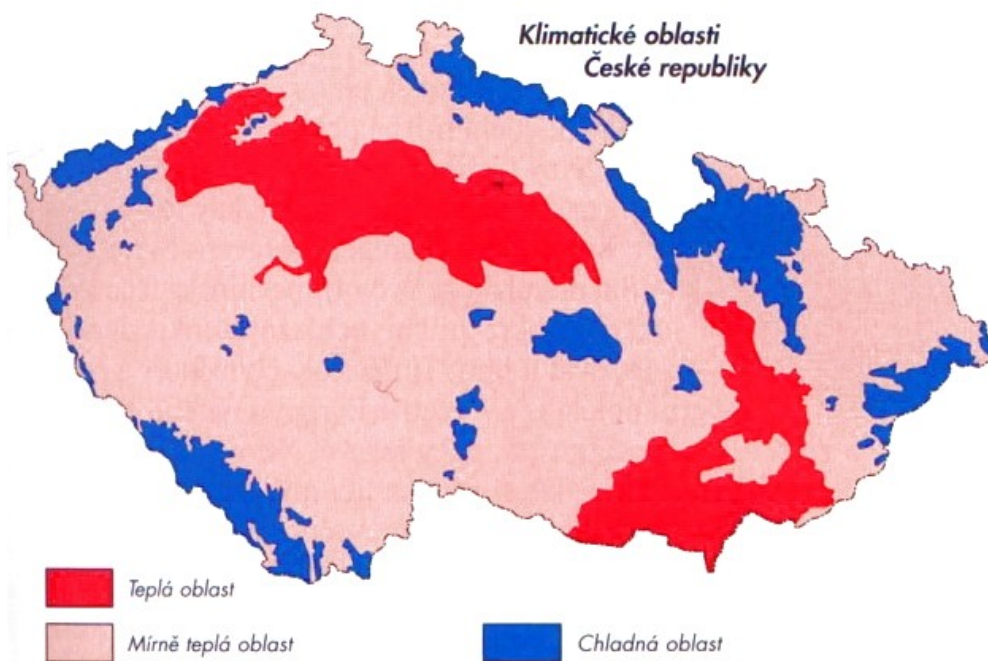 Klimatické oblasti
České republiky
Teplá oblast
Mírně teplá oblast
Chladná oblast